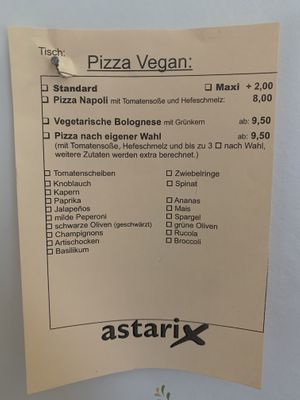 Tisch:
Pizza Vegan:
Standard Maxi + 2,00
Pizza Napoli mit Tomatensoße und Hefeschmelz: 8,00
Vegetarische Bolognese mit Grünkern ab: 9,50
Pizza nach eigener Wahl ab: 9,50
(mit Tomatensoße, Hefeschmelz und bis zu 3 ☐ nach Wahl,
weitere Zutaten werden extra berechnet.)
Tomatenscheiben Zwiebelringe
Knoblauch Spinat
Kapern
Paprika Ananas
Jalapeños Mais
milde Peperoni Spargel
schwarze Oliven (geschwärzt) grüne Oliven
Champignons Rucola
Artischocken Broccoli
Basilikum
astarix